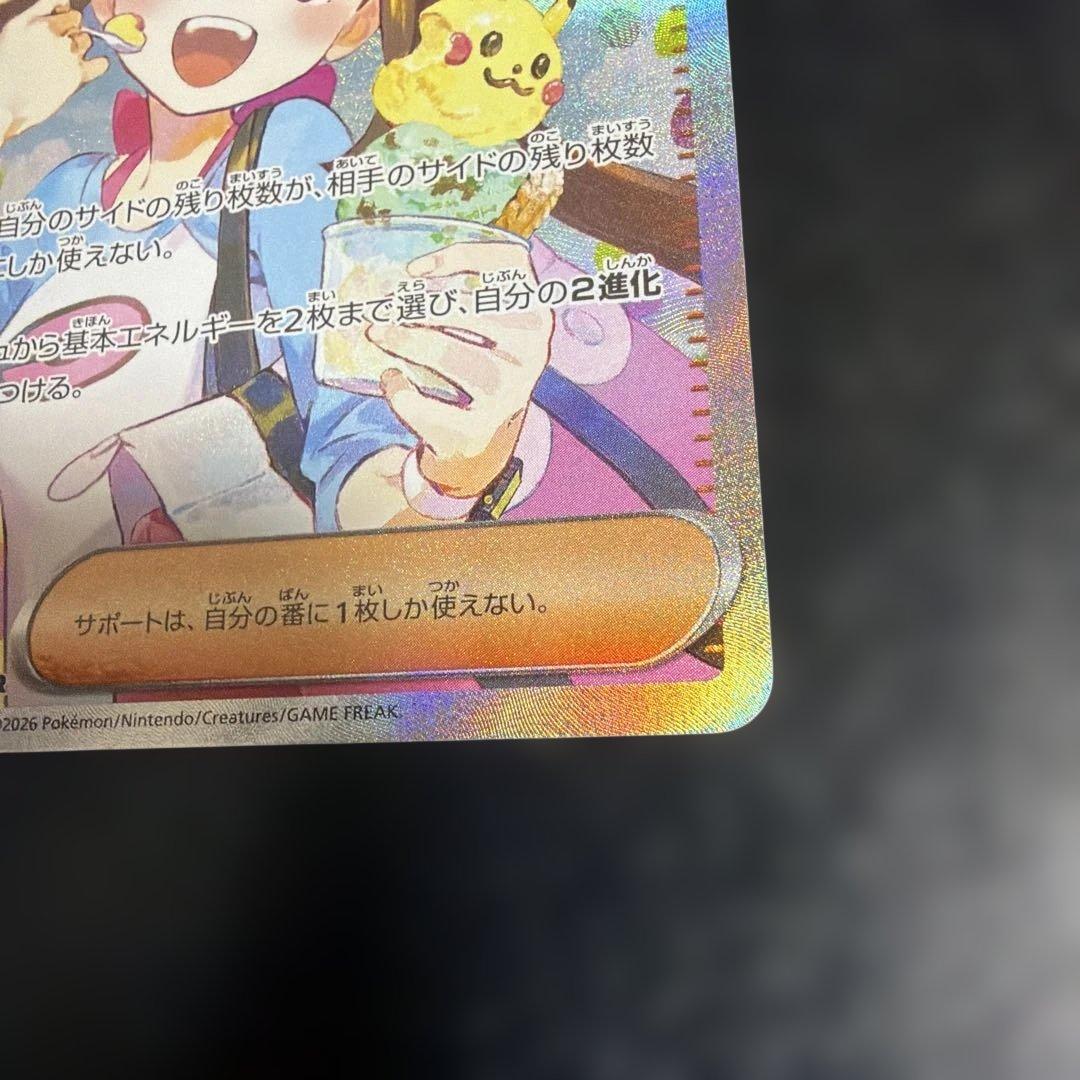 自分のサイドの残り枚数が、相手のサイドの残り枚数
しか使えない。
から基本エネルギーを2枚まで選び、自分の2進化
つける。
サポートは、自分の番に1枚しか使えない。
2026 Pokémon/Nintendo/Creatures/GAME FREAK.